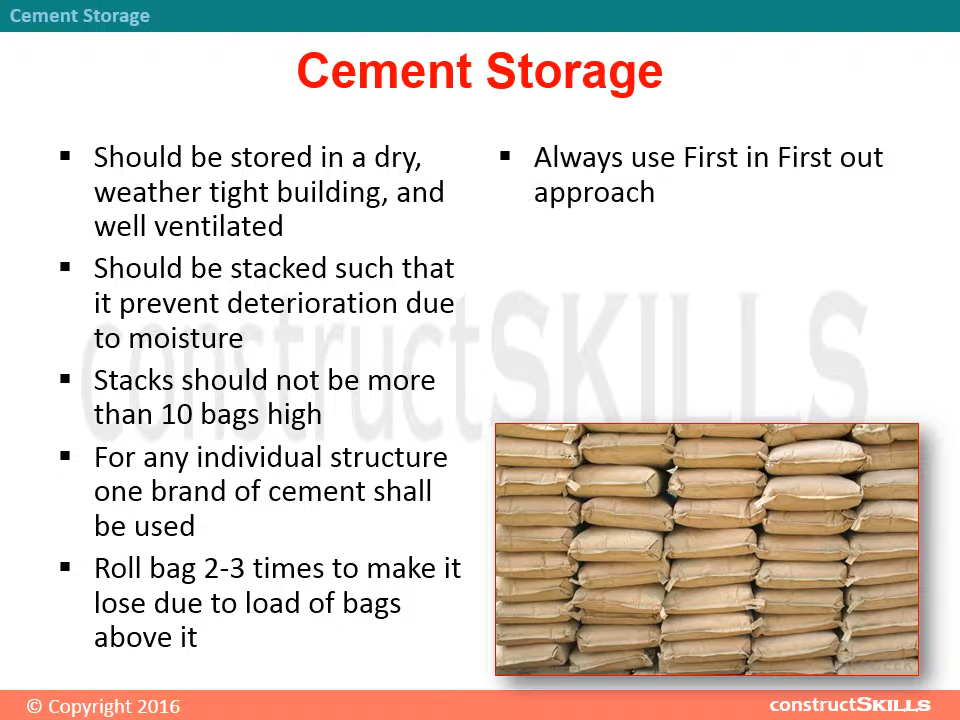 Cement Storage
Cement Storage
▪ Should be stored in a dry,
weather tight building, and
well ventilated
▪ Should be stacked such that
it prevent deterioration due
to moisture
▪ Stacks should not be more
than 10 bags high
▪ For any individual structure
one brand of cement shall
be used
▪ Roll bag 2-3 times to make it
lose due to load of bags
above it
▪ Always use First in First out
approach
constructSKILLS
© Copyright 2016
constructSKILLS